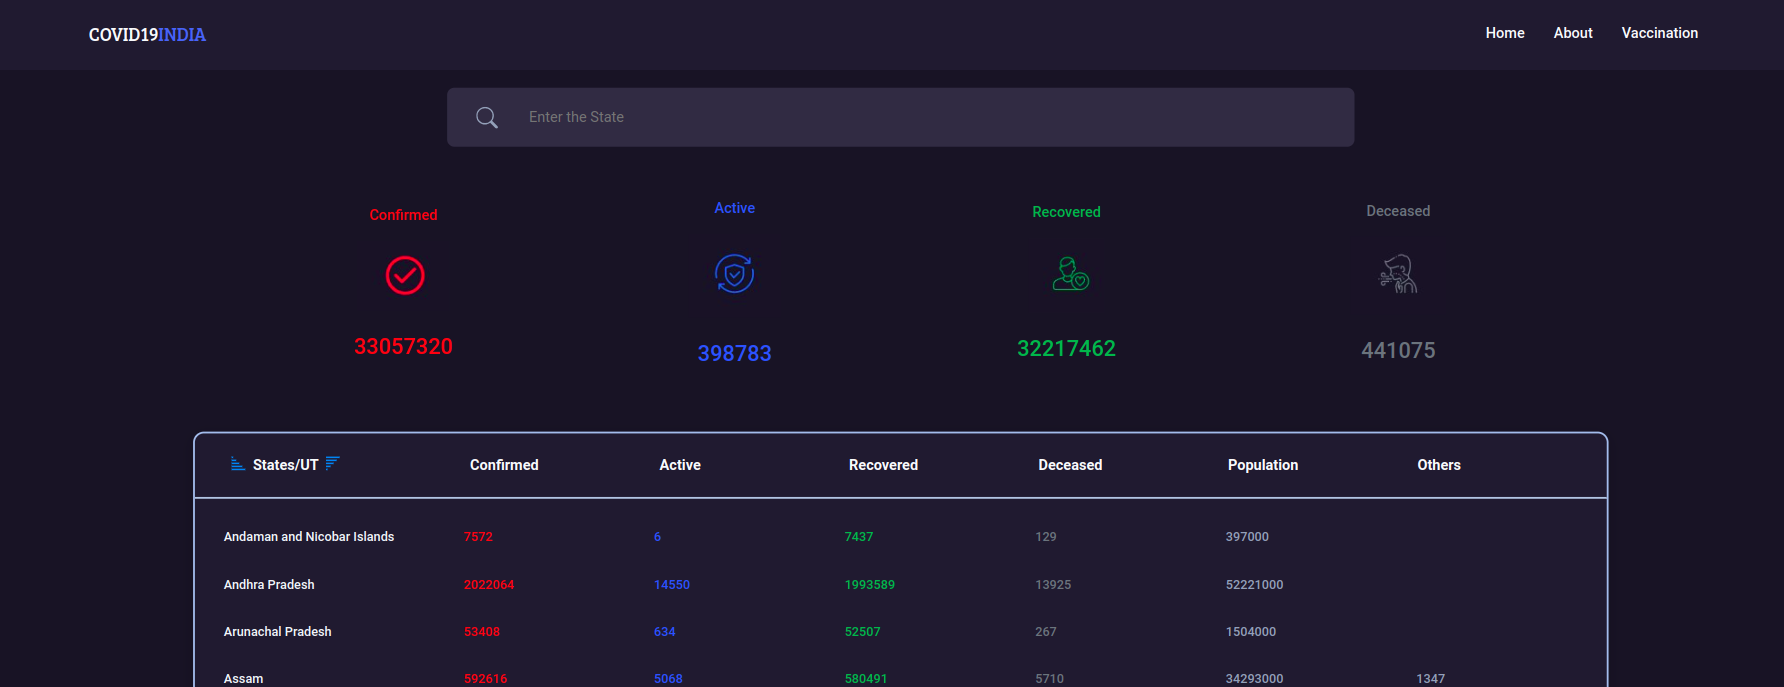 COVID19INDIA Home About Vaccination
Enter the State
Confirmed Active Recovered Deceased
33057320 398783 32217462 441075
States/UT Confirmed Active Recovered Deceased Population Others
Andaman and Nicobar Islands 7572 6 7437 129 397000
Andhra Pradesh 2022064 14550 1993589 13925 52221000
Arunachal Pradesh 53408 634 52507 267 1504000
Assam 592616 5068 580491 5710 34293000 1347